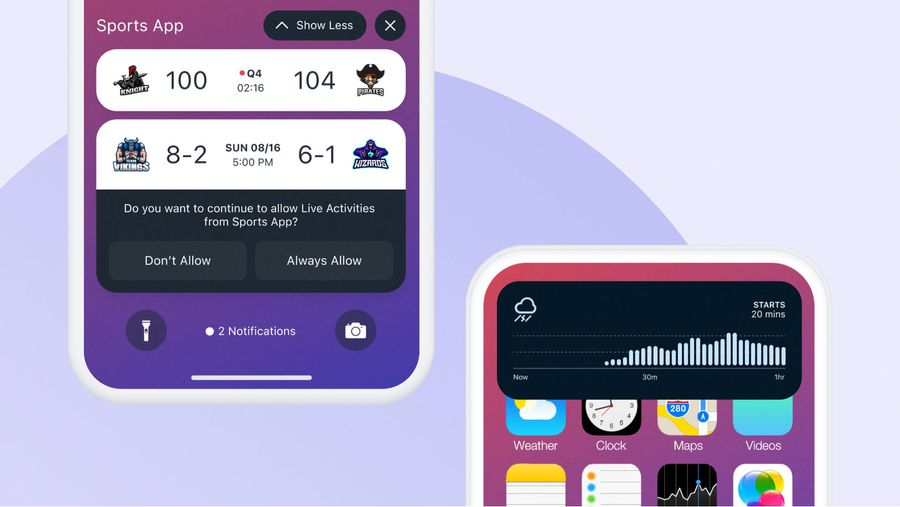 Sports App
Show Less
KNIGHT
100
Q4
02:16
104
PIRATES
TEAM
VIKINGS
8-2
SUN 08/16
5:00 PM
6-1
WIZARDS
Do you want to continue to allow Live Activities
from Sports App?
Don’t Allow
Always Allow
2 Notifications
STARTS
20 mins
Now
30m
1hr
280
Weather
Clock
Maps
Videos